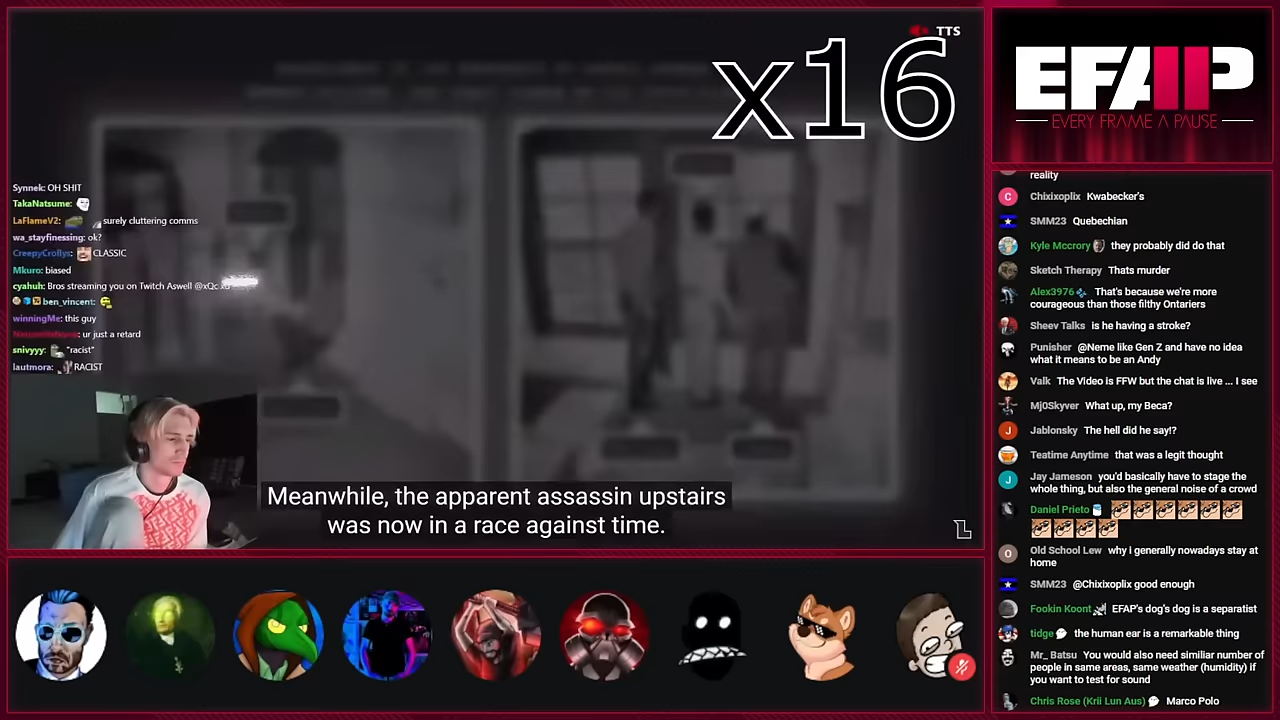 TTS
x16
Synnek: OH SHIT
TakaNatsume:
LaFlameV2: surely cluttering comms
wa_stayfinessing: ok?
CreepyCrollys: CLASSIC
Mkuro: biased
cyahuh: Bros streaming you on Twitch Aswell @xQc xd
ben_vincent:
winningMe: this guy
: ur just a retard
snivyyy: "racist"
lautmora: RACIST
Meanwhile, the apparent assassin upstairs
was now in a race against time.
EFAP
EVERY FRAME A PAUSE
reality
C Chixixoplix Kwabecker's
SMM23 Quebechian
Kyle Mccrory they probably did do that
Sketch Therapy Thats murder
Alex3976 That's because we're more
courageous than those filthy Ontariers
Sheev Talks is he having a stroke?
Punisher @Neme like Gen Z and have no idea
what it means to be an Andy
Valk The Video is FFW but the chat is live ... I see
Mj0Skyver What up, my Beca?
J Jablonsky The hell did he say!?
Teatime Anytime that was a legit thought
J Jay Jameson you'd basically have to stage the
whole thing, but also the general noise of a crowd
Daniel Prieto
O Old School Lew why i generally nowadays stay at
home
SMM23 @Chixixoplix good enough
Fookin Koont EFAP's dog's dog is a separatist
tidge the human ear is a remarkable thing
Mr_ Batsu You would also need similiar number of
people in same areas, same weather (humidity) if
you want to test for sound
Chris Rose (Krii Lun Aus) Marco Polo